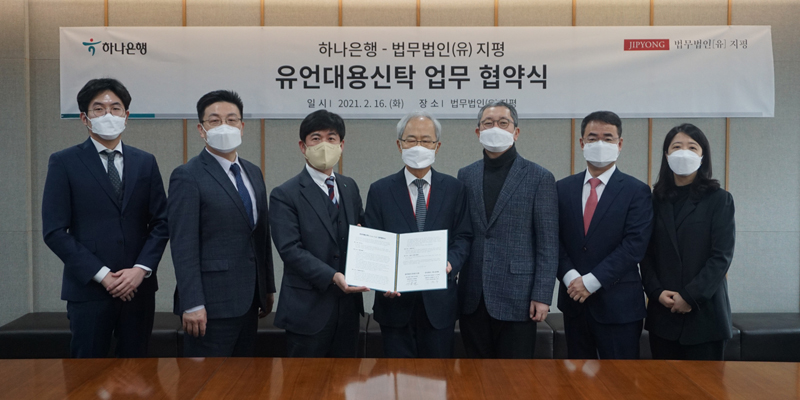 하나은행
하나은행 - 법무법인(유) 지평
JIPYONG 법무법인(유) 지평
유언대용신탁 업무 협약식
일 시 I 2021. 2. 16. (화) 장 소 I 법무법인(유) 지평